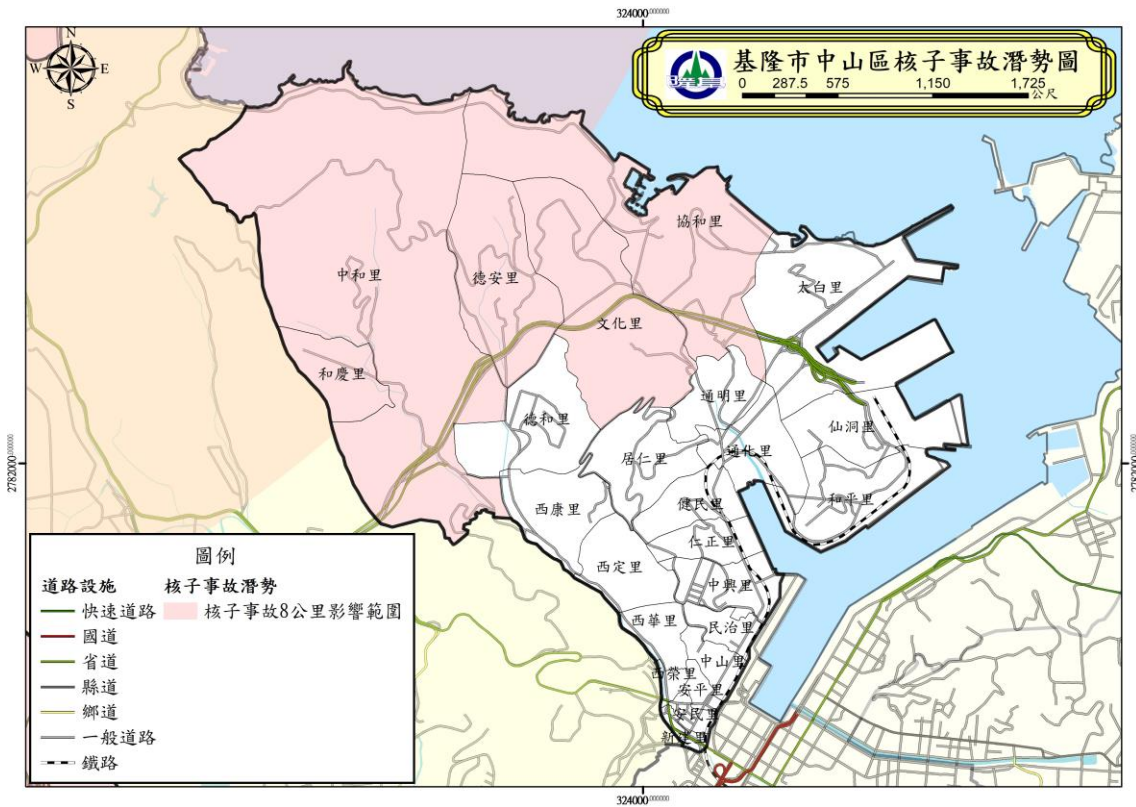 324000.000000
基隆市中山區核子事故潛勢圖
0 287.5 575 1,150 1,725
公尺
N
W E
S
協和里
太白里
中和里
德安里
文化里
和慶里
通明里
德和里
仙洞里
通化里
居仁里
2782000.000000
2782000.000000
和平里
健民里
西康里
仁正里
西定里
中興里
西華里
民治里
中山里
西榮里
安平里
安民里
新建里
圖例
道路設施 核子事故潛勢
快速道路 核子事故8公里影響範圍
國道
省道
縣道
鄉道
一般道路
鐵路
324000.000000